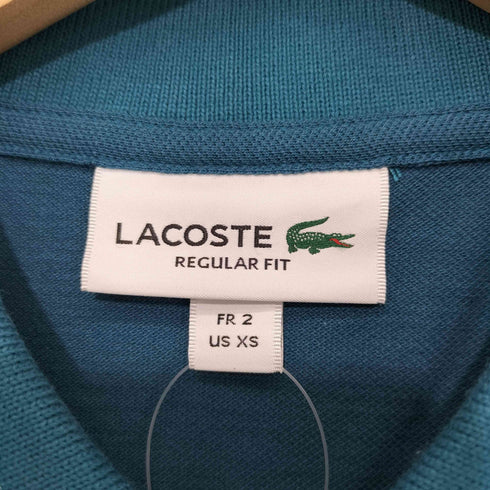 LACOSTE
REGULAR FIT
FR 2
US XS